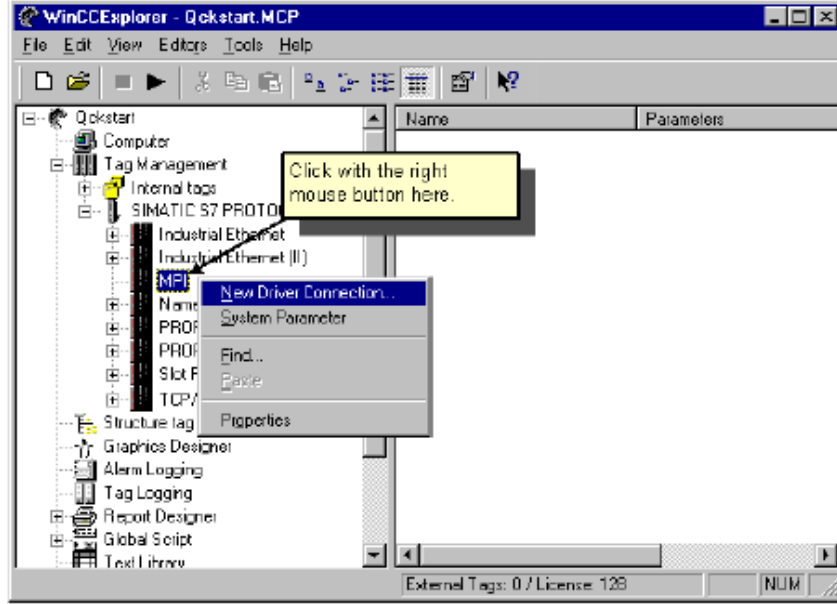 WinCCExplorer - Qckstart.MCP
File Edit View Editors Tools Help
Name Parameters
Qckstart
Computer
Tag Management
Internal tags
SIMATIC S7 PROTO
Industrial Ethernet
Industrial Ethernet (II)
MPI
Name
PROF
PROF
Slot P
TCP/
Structure tag
Graphics Designer
Alarm Logging
Tag Logging
Report Designer
Global Script
Text Library
Click with the right
mouse button here.
New Driver Connection...
System Parameter
Find...
Paste
Properties
External Tags: 0 / License: 128 NUM